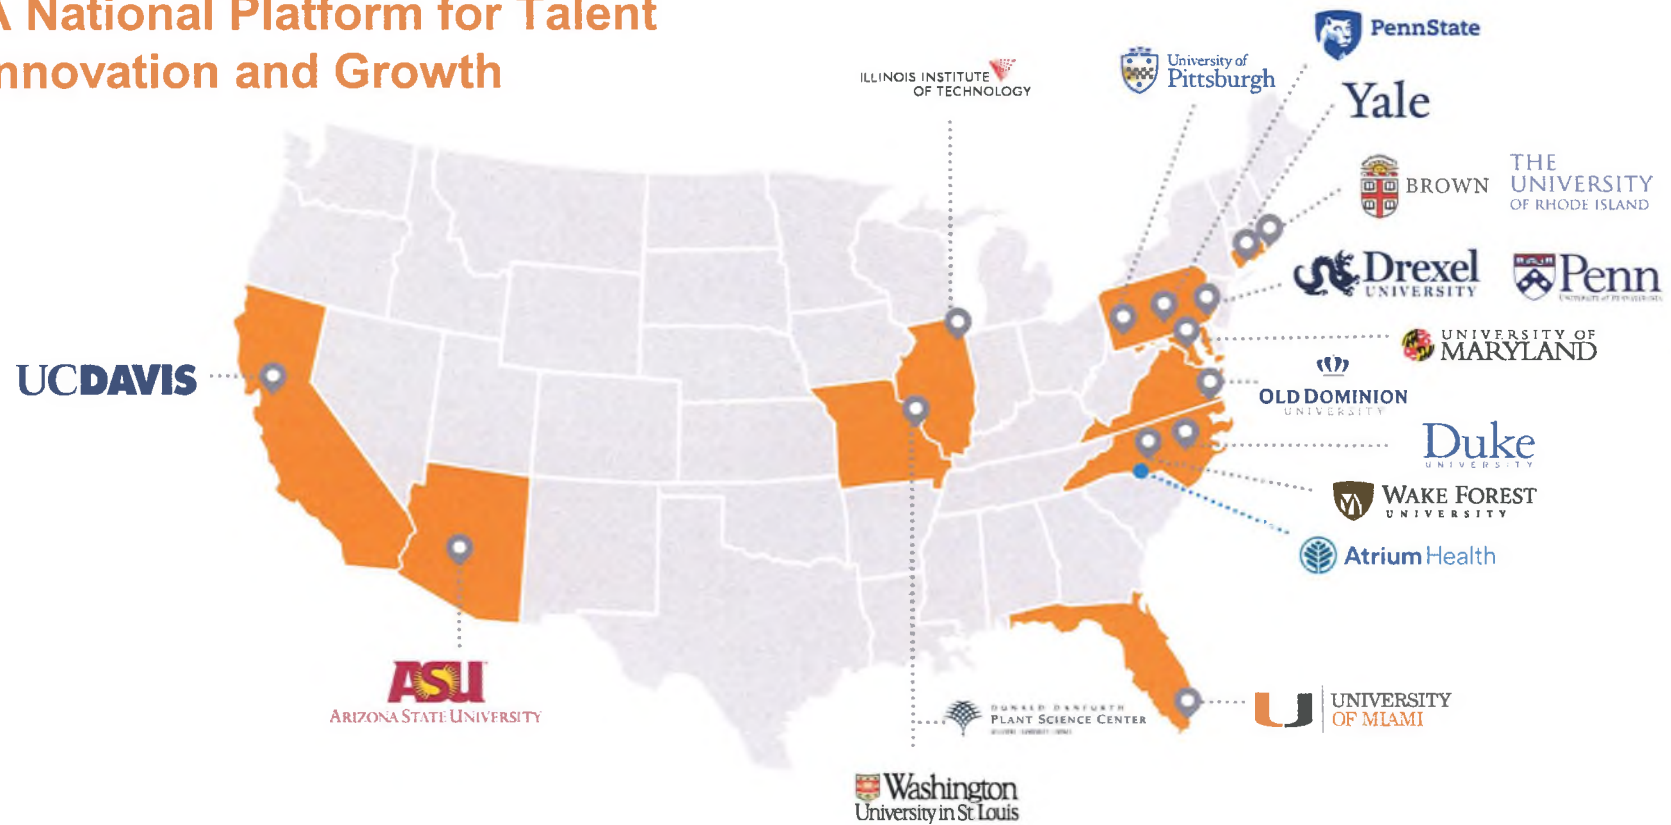 A National Platform for Talent
nnovation and Growth
PennState
ILLINOIS INSTITUTE
OF TECHNOLOGY
University of
Pittsburgh
Yale
BROWN
THE
UNIVERSITY
OF RHODE ISLAND
Drexel
UNIVERSITY
Penn
UNIVERSITY OF
MARYLAND
UCDAVIS
OLD DOMINION
UNIVERSITY
Duke
UNIVERSITY
WAKE FOREST
UNIVERSITY
Atrium Health
ASU
ARIZONA STATE UNIVERSITY
DONALD DANFORTH
PLANT SCIENCE CENTER
UNIVERSITY
OF MIAMI
Washington
University in St. Louis